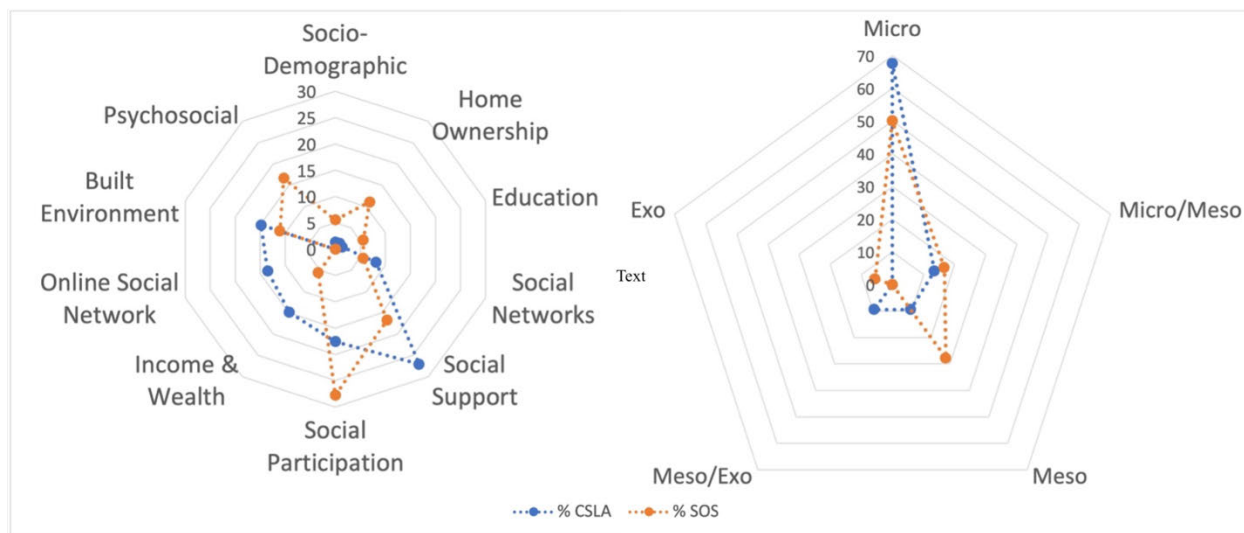 Socio-
Demographic
30
25
20
15
10
5
0
Home
Ownership
Education
Social
Networks
Social
Support
Social
Participation
Income &
Wealth
Online Social
Network
Built
Environment
Psychosocial
Text
Micro
70
60
50
40
30
20
10
0
Micro/Meso
Meso
Meso/Exo
Exo
% CSLA
% SOS